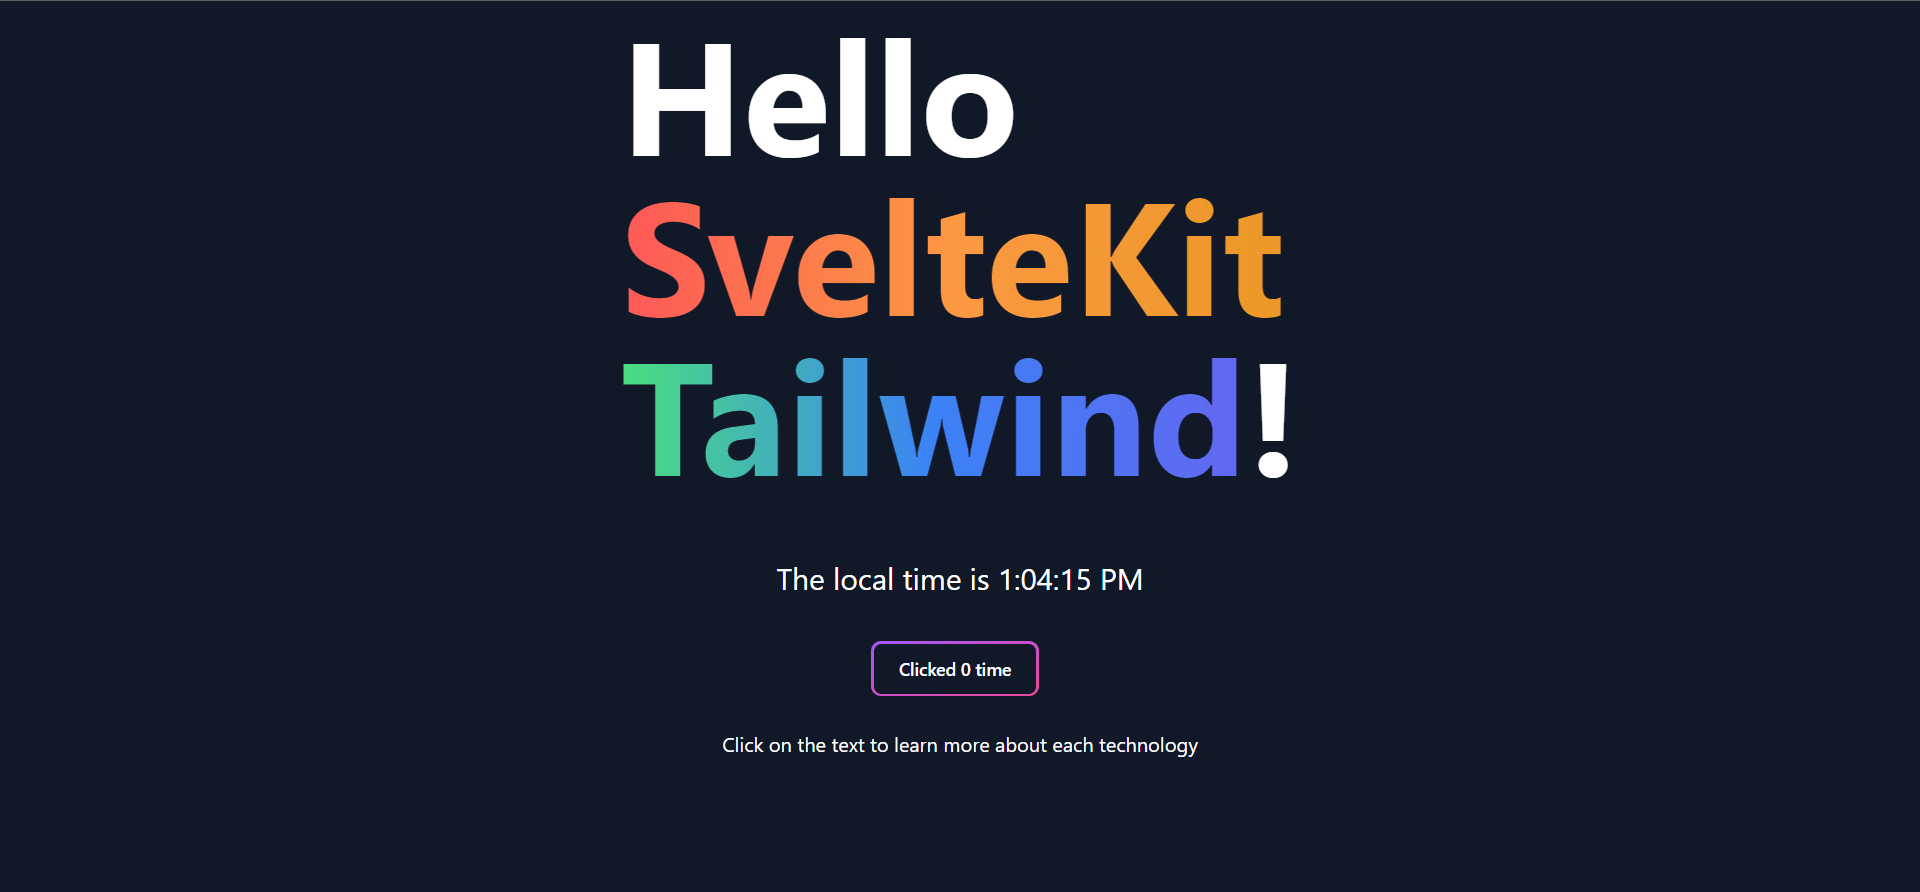 Hello
SvelteKit
Tailwind!
The local time is 1:04:15 PM
Clicked 0 time
Click on the text to learn more about each technology